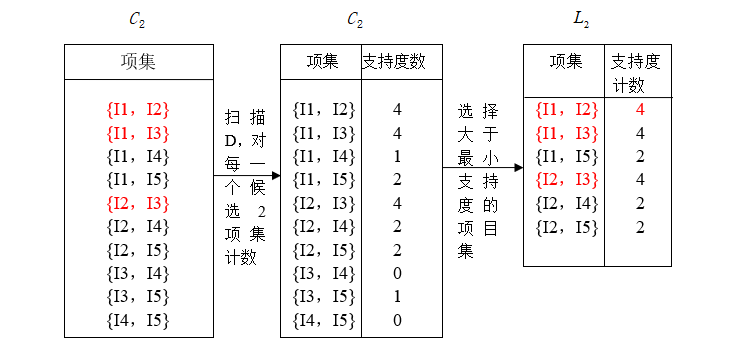 C2
项集
{I1，I2}
{I1，I3}
{I1，I4}
{I1，I5}
{I2，I3}
{I2，I4}
{I2，I5}
{I3，I4}
{I3，I5}
{I4，I5}
扫描
D，对
每一
个候
选2
项集
计数
C2
项集 支持度数
{I1，I2} 4
{I1，I3} 4
{I1，I4} 1
{I1，I5} 2
{I2，I3} 4
{I2，I4} 2
{I2，I5} 2
{I3，I4} 0
{I3，I5} 1
{I4，I5} 0
选择
大于
最小
支持
度的
项目
集
L2
项集 支持度
计数
{I1，I2} 4
{I1，I3} 4
{I1，I5} 2
{I2，I3} 4
{I2，I4} 2
{I2，I5} 2